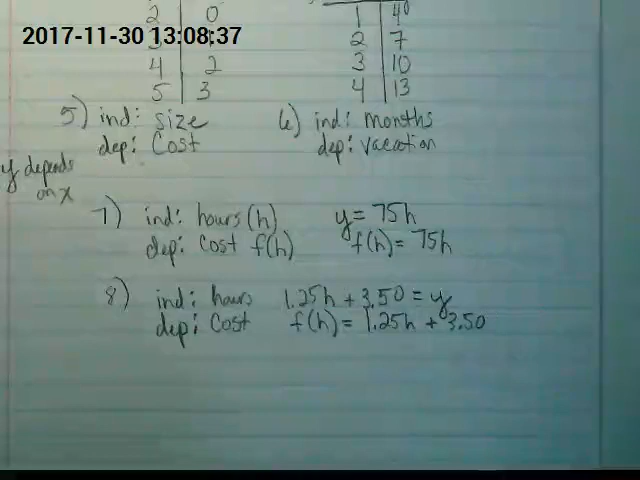 2 | 0
2017-11-30 13:08:37
4 | 2
5 | 3
1 | 4
2 | 7
3 | 10
4 | 13
5) ind: size
dep: Cost
6) ind: months
dep: vacation
y depends
on x
7) ind: hours (h)
dep: Cost f(h)
y = 75h
f(h) = 75h
8) ind: hours
dep: Cost
1.25h + 3.50 = y
f(h) = 1.25h + 3.50